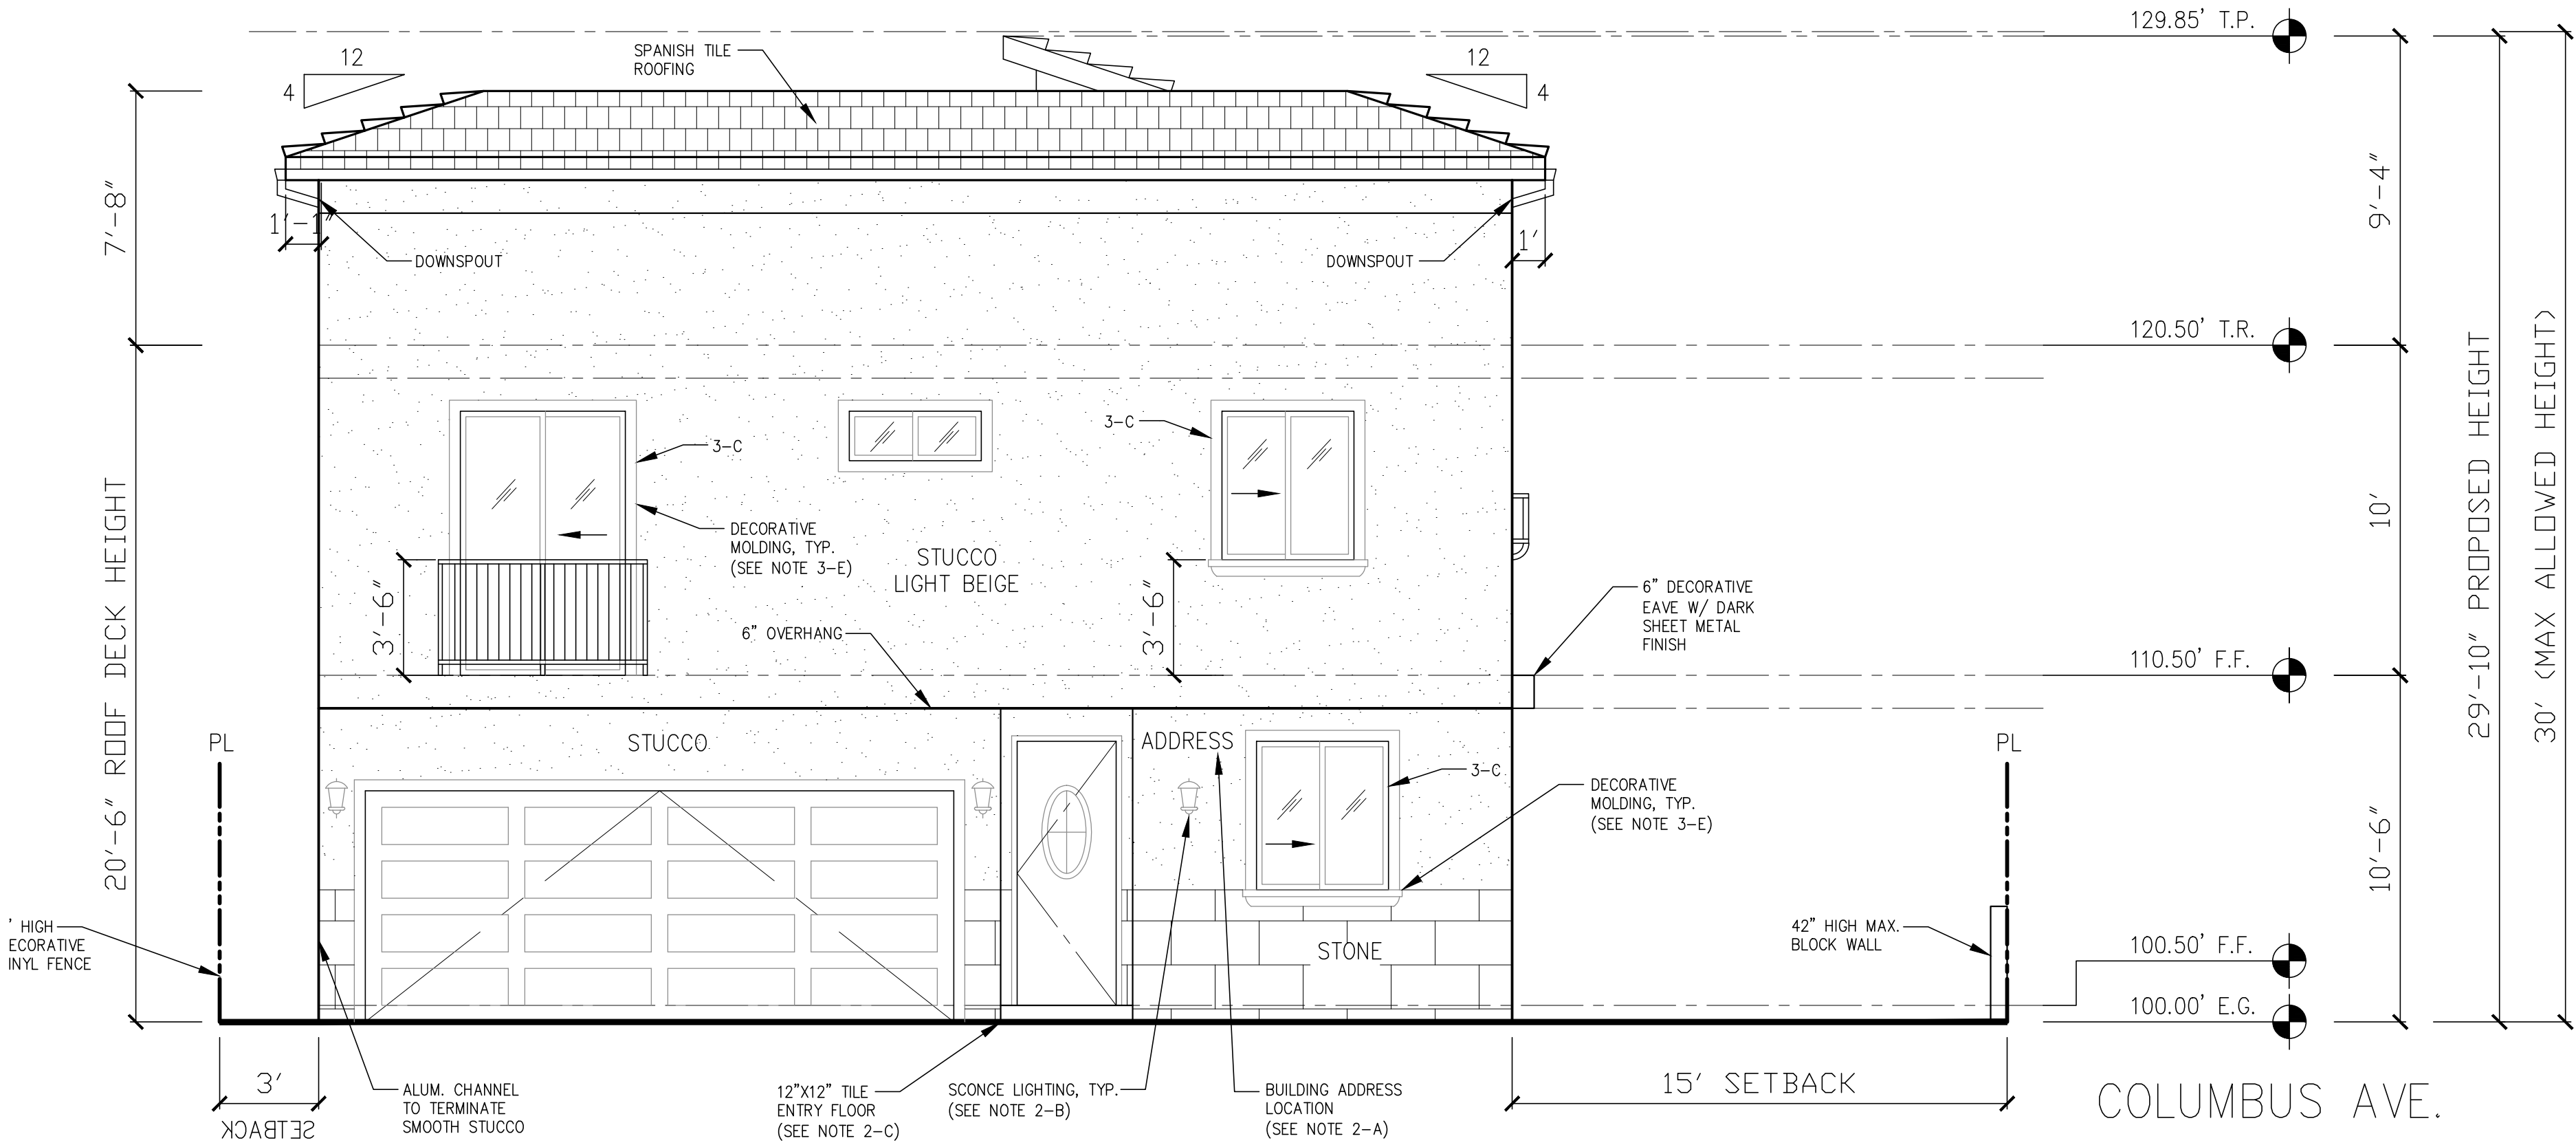 129.85' T.P.
SPANISH TILE
ROOFING
12
4
12
4
7'-8"
9'-4"
1'-1"
1'
DOWNSPOUT
DOWNSPOUT
120.50' T.R.
3-C
3-C
DECORATIVE
MOLDING, TYP.
(SEE NOTE 3-E)
STUCCO
LIGHT BEIGE
3'-6"
3'-6"
6" OVERHANG
6" DECORATIVE
EAVE W/ DARK
SHEET METAL
FINISH
10'
110.50' F.F.
20'-6" ROOF DECK HEIGHT
29'-10" PROPOSED HEIGHT
30' (MAX ALLOWED HEIGHT)
PL
STUCCO
ADDRESS
3-C
PL
DECORATIVE
MOLDING, TYP.
(SEE NOTE 3-E)
10'-6"
' HIGH
ECORATIVE
INYL FENCE
STONE
42" HIGH MAX.
BLOCK WALL
100.50' F.F.
100.00' E.G.
3'
SETBACK
ALUM. CHANNEL
TO TERMINATE
SMOOTH STUCCO
12"X12" TILE
ENTRY FLOOR
(SEE NOTE 2-C)
SCONCE LIGHTING, TYP.
(SEE NOTE 2-B)
BUILDING ADDRESS
LOCATION
(SEE NOTE 2-A)
15' SETBACK
COLUMBUS AVE.